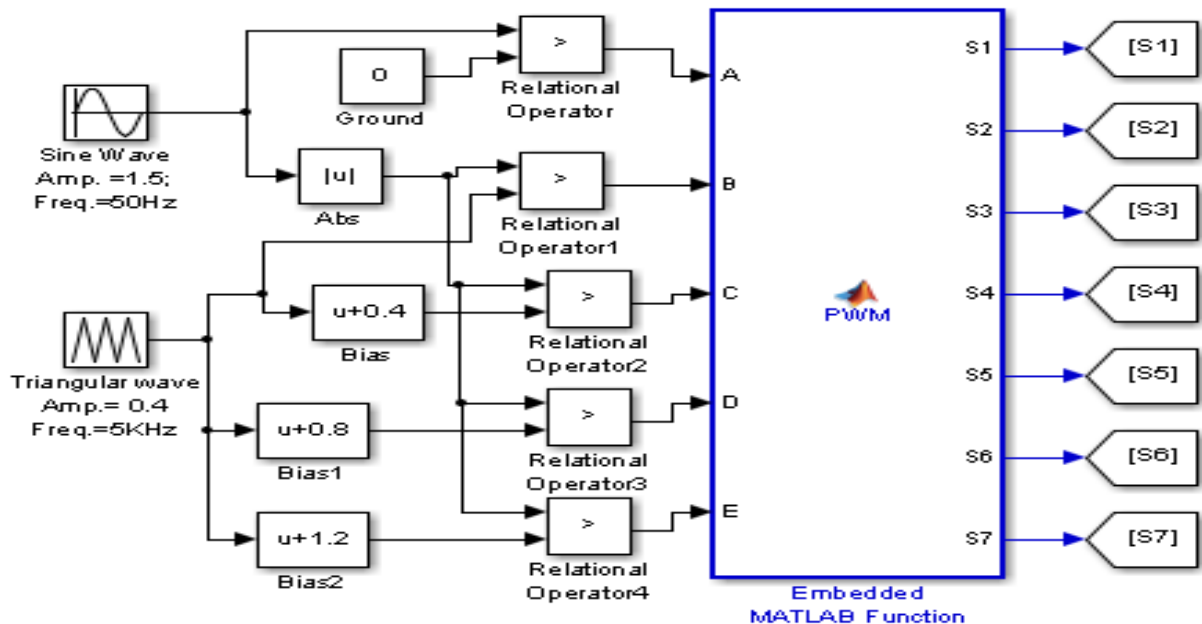 >
Relational
Operator
0
Ground
Sine Wave
Amp. =1.5;
Freq.=50Hz
|u|
Abs
>
Relational
Operator1
u+0.4
Bias
>
Relational
Operator2
Triangular wave
Amp.= 0.4
Freq.=5KHz
u+0.8
Bias1
>
Relational
Operator3
u+1.2
Bias2
>
Relational
Operator4
A
B
C
D
E
PWM
S1
S2
S3
S4
S5
S6
S7
Embedded
MATLAB Function
[S1]
[S2]
[S3]
[S4]
[S5]
[S6]
[S7]